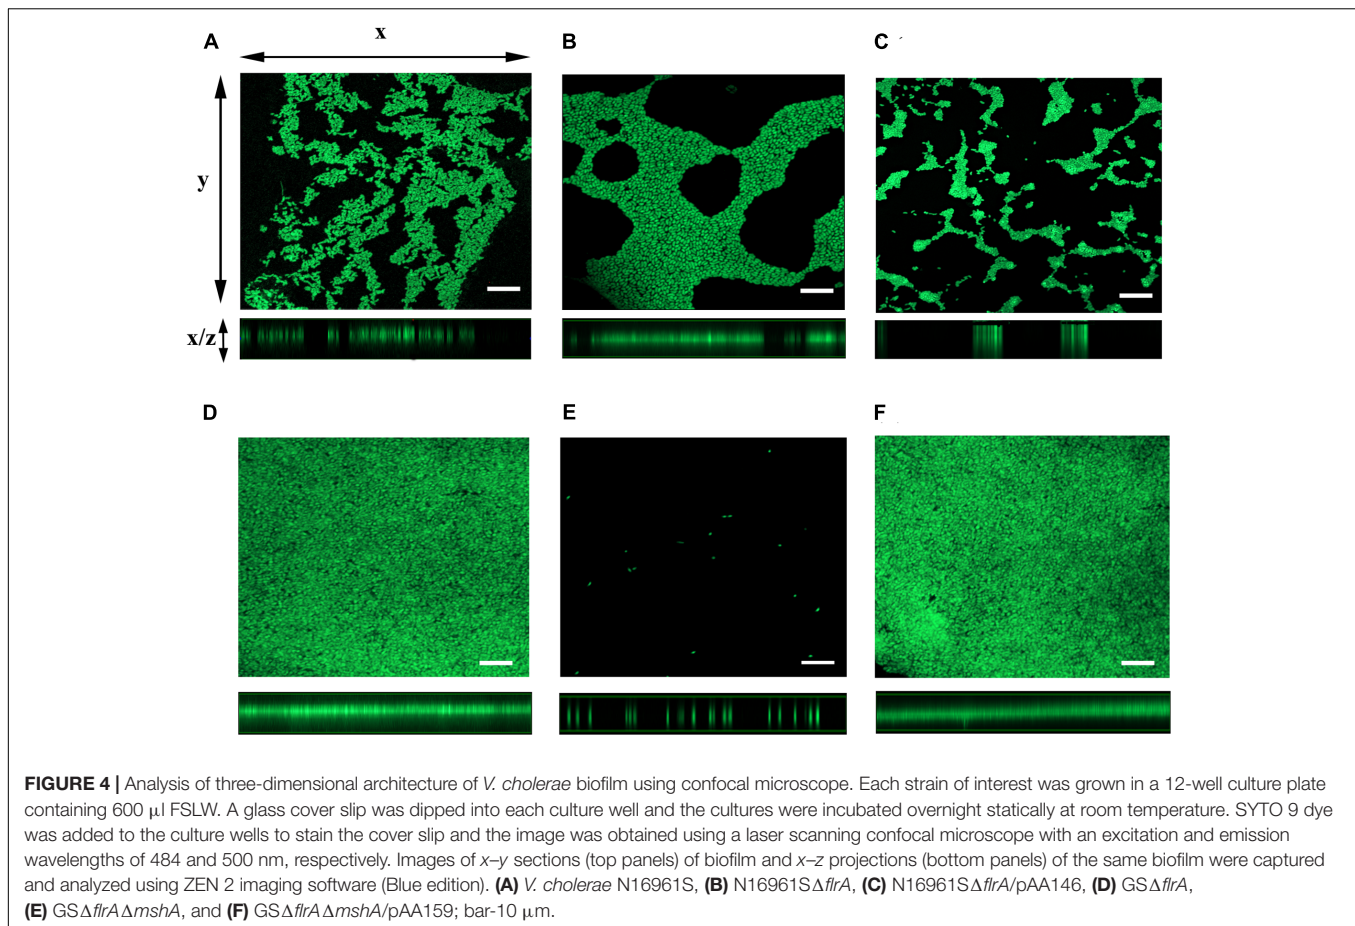 A
x
B
C
y
x/z
D
E
F
FIGURE 4 | Analysis of three-dimensional architecture of V. cholerae biofilm using confocal microscope. Each strain of interest was grown in a 12-well culture plate
containing 600 μl FSLW. A glass cover slip was dipped into each culture well and the cultures were incubated overnight statically at room temperature. SYTO 9 dye
was added to the culture wells to stain the cover slip and the image was obtained using a laser scanning confocal microscope with an excitation and emission
wavelengths of 484 and 500 nm, respectively. Images of x–y sections (top panels) of biofilm and x–z projections (bottom panels) of the same biofilm were captured
and analyzed using ZEN 2 imaging software (Blue edition). (A) V. cholerae N16961S, (B) N16961SΔflrA, (C) N16961SΔflrA/pAA146, (D) GSΔflrA,
(E) GSΔflrAΔmshA, and (F) GSΔflrAΔmshA/pAA159; bar-10 μm.